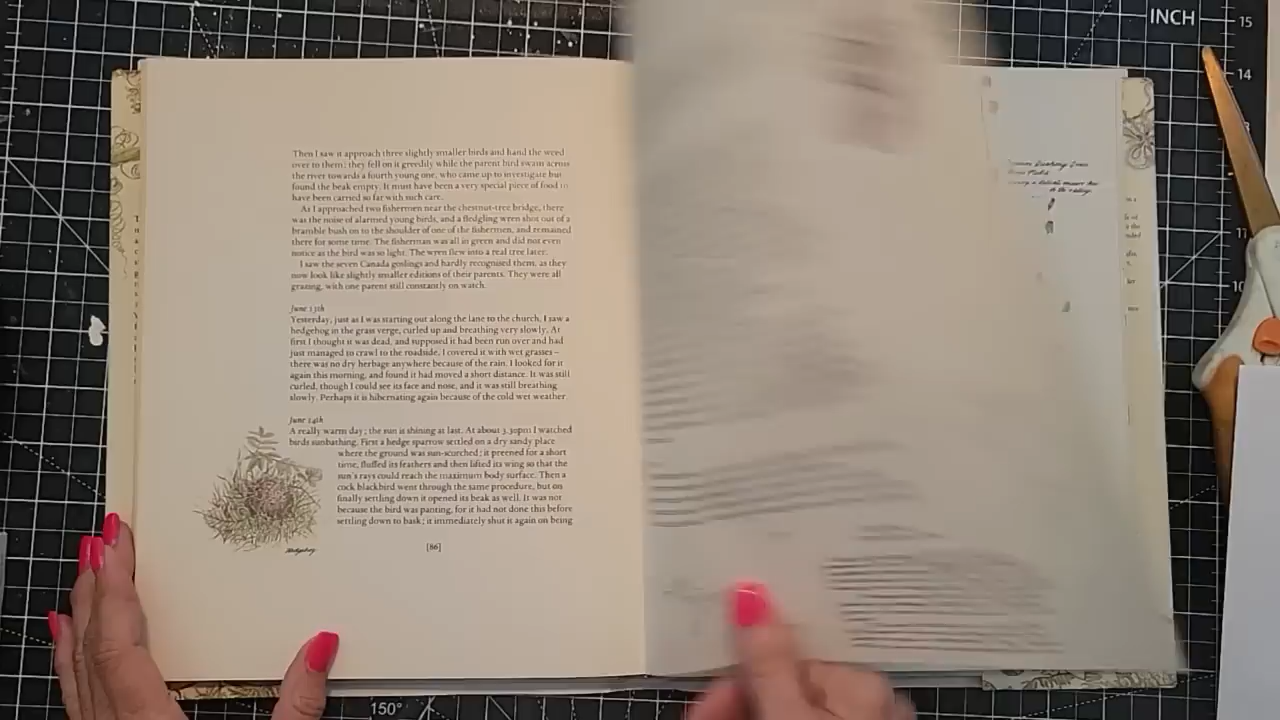 Then I saw it approach three slightly smaller birds and hand the weed
over to them; they fell on it greedily while the parent bird swam across
the river towards a fourth young one, who came up to investigate but
found the beak empty. It must have been a very special piece of food to
have been carried so far with such care.
As I approached two fishermen near the chestnut-tree bridge, there
was the noise of alarmed young birds, and a fledgling wren shot out of a
bramble bush on to the shoulder of one of the fishermen, and remained
there for some time. The fisherman was all in green and did not even
notice as the bird was so light. The wren flew into a real tree later.
I saw the seven Canada goslings and hardly recognised them, as they
now look like slightly smaller editions of their parents. They were all
grazing, with one parent still constantly on watch.
June 13th
Yesterday, just as I was starting out along the lane to the church, I saw a
hedgehog in the grass verge, curled up and breathing very slowly. At
first I thought it was dead, and supposed it had been run over and had
just managed to crawl to the roadside. I covered it with wet grasses –
there was no dry herbage anywhere because of the rain. I looked for it
again this morning, and found it had moved a short distance. It was still
curled, though I could see its face and nose, and it was still breathing
slowly. Perhaps it is hibernating again because of the cold wet weather.
June 14th
A really warm day; the sun is shining at last. At about 3.30pm I watched
birds sunbathing. First a hedge sparrow settled on a dry sandy place
where the ground was sun-scorched; it preened for a short
time, fluffed its feathers and then lifted its wing so that the
sun's rays could reach the maximum body surface. Then a
cock blackbird went through the same procedure, but on
finally settling down it opened its beak as well. It was not
because the bird was panting, for it had not done this before
settling down to bask; it immediately shut it again on being
Hedgehog
[86]
INCH
15
14
11
10
150°